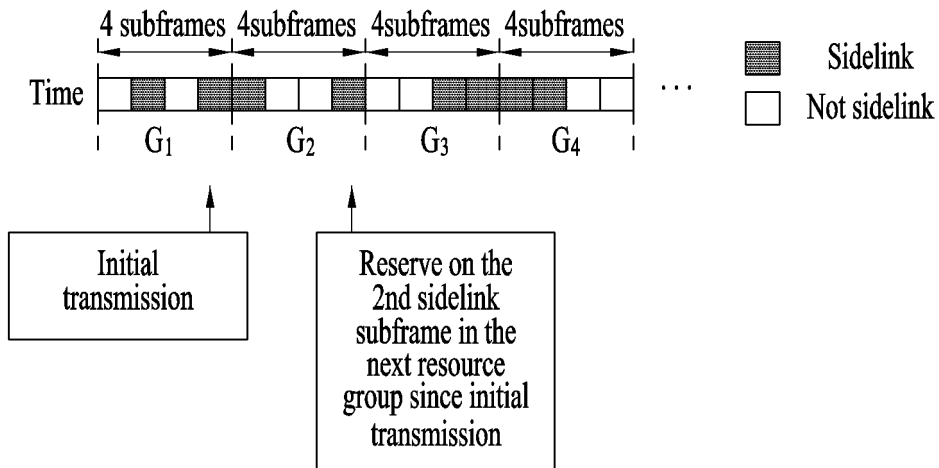 4 subframes 4subframes 4subframes 4subframes
Sidelink
Time
Not sidelink
...
G1 G2 G3 G4
Initial
transmission
Reserve on the
2nd sidelink
subframe in the
next resource
group since initial
transmission